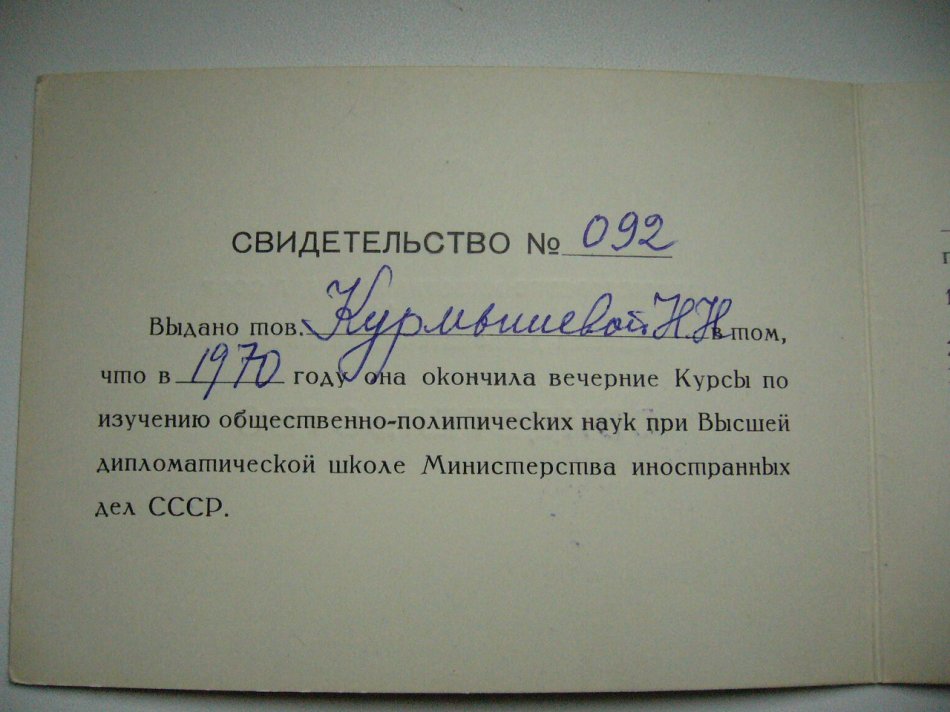 СВИДЕТЕЛЬСТВО № 092
Выдано тов. Курмышевой Н.Н. в том,
что в 1970 году она окончила вечерние Курсы по
изучению общественно-политических наук при Высшей
дипломатической школе Министерства иностранных
дел СССР.